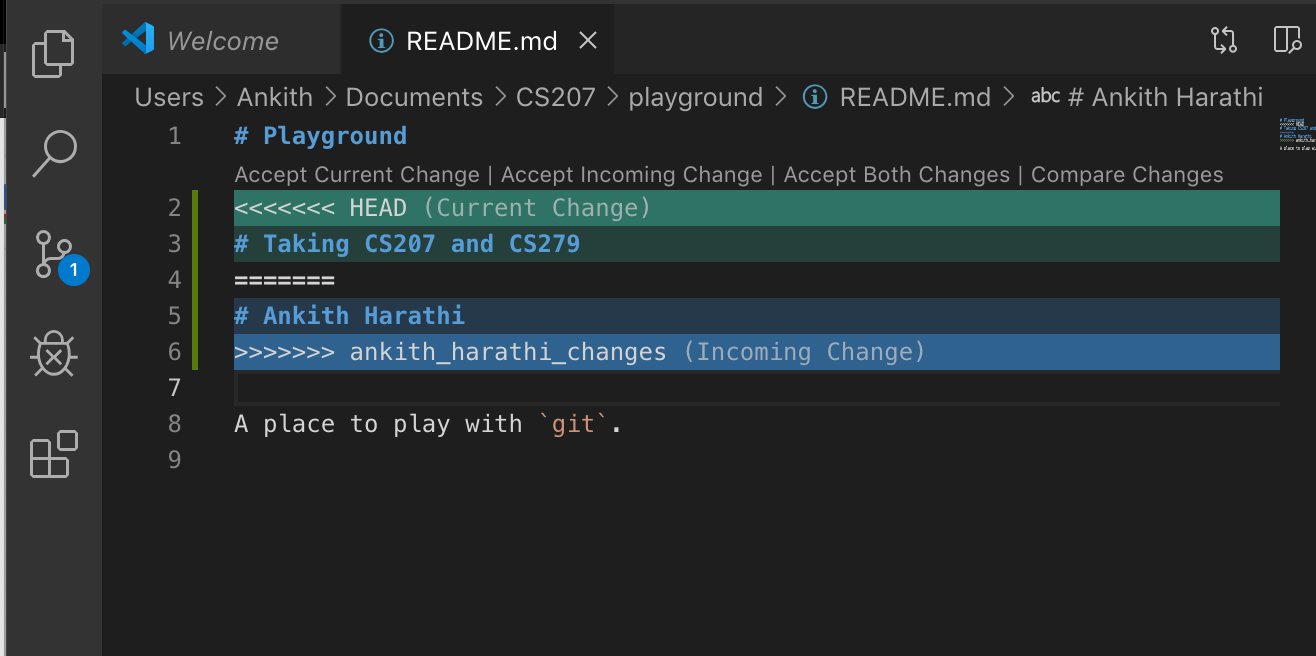 Welcome
README.md
Users > Ankith > Documents > CS207 > playground > README.md > abc # Ankith Harathi
1 # Playground
Accept Current Change | Accept Incoming Change | Accept Both Changes | Compare Changes
2 <<<<<<< HEAD (Current Change)
3 # Taking CS207 and CS279
4 =======
5 # Ankith Harathi
6 >>>>>>> ankith_harathi_changes (Incoming Change)
7
8 A place to play with `git`.
9
1